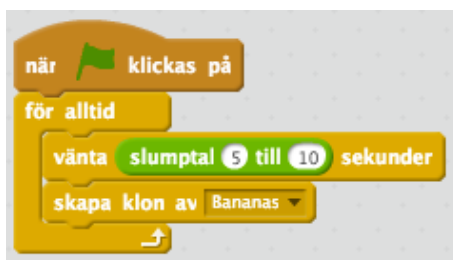 när klickas på
för alltid
vänta slumptal 5 till 10 sekunder
skapa klon av Bananas